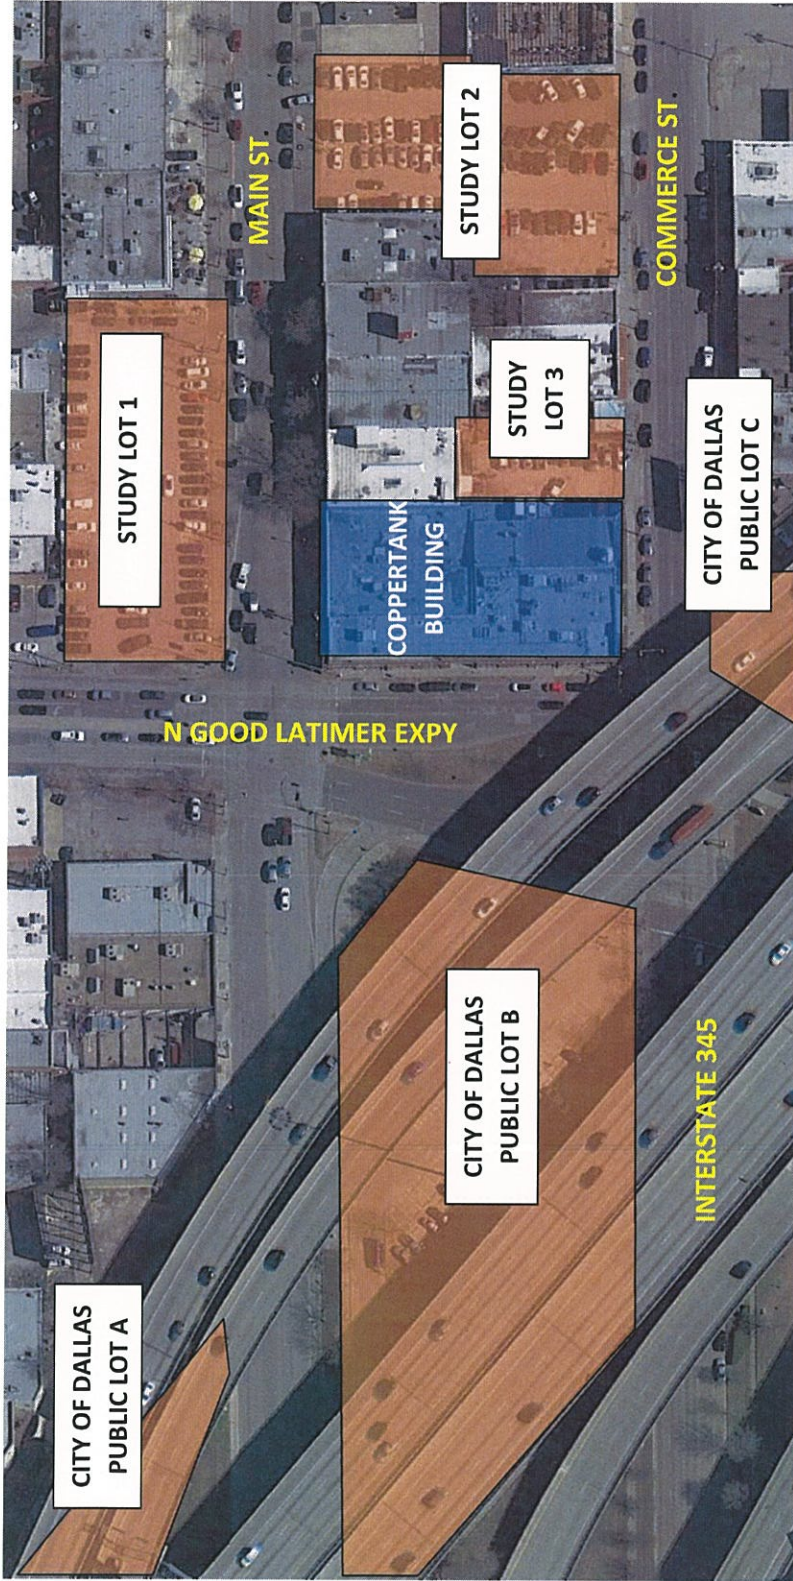 CITY OF DALLAS
PUBLIC LOT A
STUDY LOT 1
MAIN ST
N GOOD LATIMER EXPY
CITY OF DALLAS
PUBLIC LOT B
COPPERTANK
BUILDING
STUDY
LOT 3
STUDY LOT 2
INTERSTATE 345
CITY OF DALLAS
PUBLIC LOT C
COMMERCE ST